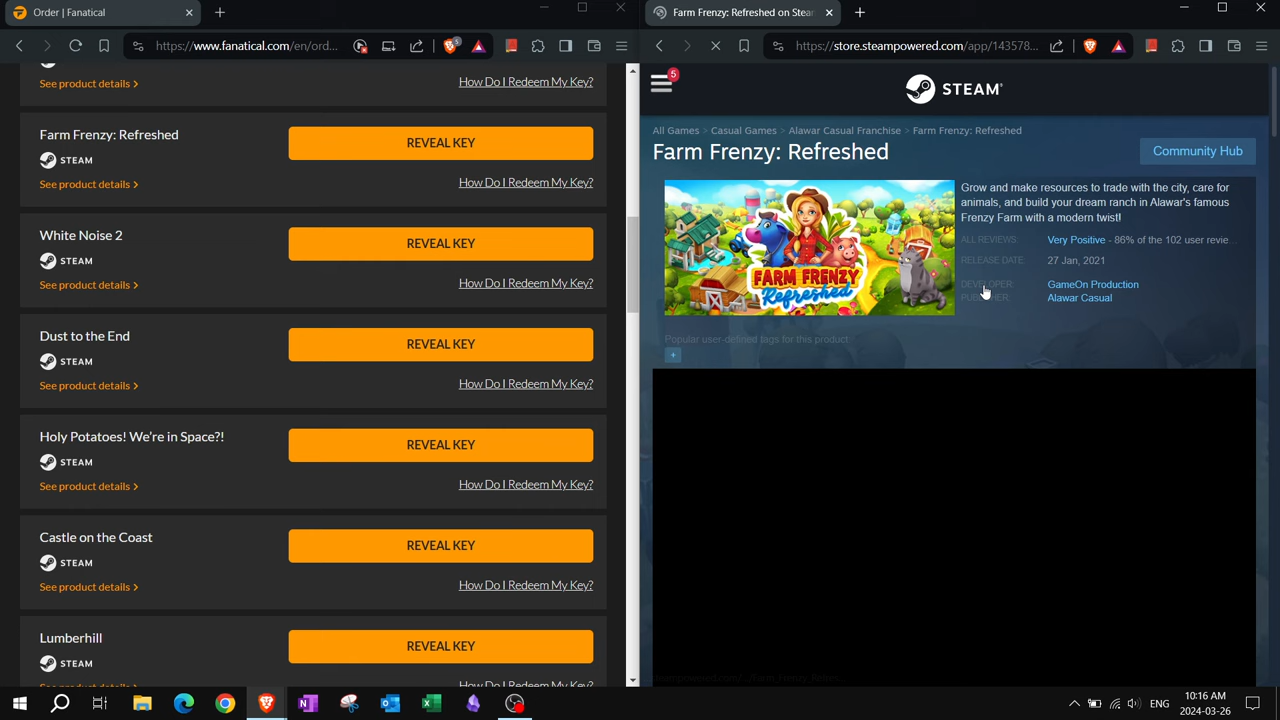 Order | Fanatical
https://www.fanatical.com/en/ord...
5
See product details >
How Do I Redeem My Key?
Farm Frenzy: Refreshed
STEAM
See product details >
REVEAL KEY
How Do I Redeem My Key?
White Noise 2
STEAM
See product details >
REVEAL KEY
How Do I Redeem My Key?
Dust to the End
STEAM
See product details >
REVEAL KEY
How Do I Redeem My Key?
Holy Potatoes! We're in Space?!
STEAM
See product details >
REVEAL KEY
How Do I Redeem My Key?
Castle on the Coast
STEAM
See product details >
REVEAL KEY
How Do I Redeem My Key?
Lumberhill
STEAM
REVEAL KEY
How Do I Redeem My Key?
Farm Frenzy: Refreshed on Stea
https://store.steampowered.com/app/143578...
5
STEAM®
All Games > Casual Games > Alawar Casual Franchise > Farm Frenzy: Refreshed
Farm Frenzy: Refreshed
Community Hub
FARM FRENZY
Refreshed
Grow and make resources to trade with the city, care for
animals, and build your dream ranch in Alawar's famous
Frenzy Farm with a modern twist!
ALL REVIEWS: Very Positive - 86% of the 102 user revie...
RELEASE DATE: 27 Jan, 2021
DEVELOPER: GameOn Production
PUBLISHER: Alawar Casual
Popular user-defined tags for this product:
+
ENG
10:16 AM
2024-03-26